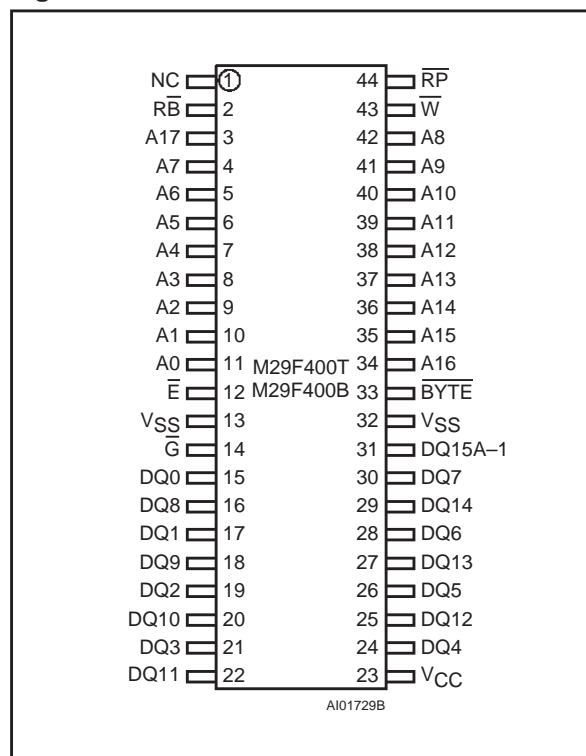 NC 1 44 R̅P̅
RB̅ 2 43 W̅
A17 3 42 A8
A7 4 41 A9
A6 5 40 A10
A5 6 39 A11
A4 7 38 A12
A3 8 37 A13
A2 9 36 A14
A1 10 35 A15
A0 11 M29F400T 34 A16
E̅ 12 M29F400B 33 B̅Y̅T̅E̅
VSS 13 32 VSS
G̅ 14 31 DQ15A–1
DQ0 15 30 DQ7
DQ8 16 29 DQ14
DQ1 17 28 DQ6
DQ9 18 27 DQ13
DQ2 19 26 DQ5
DQ10 20 25 DQ12
DQ3 21 24 DQ4
DQ11 22 23 VCC
AI01729B